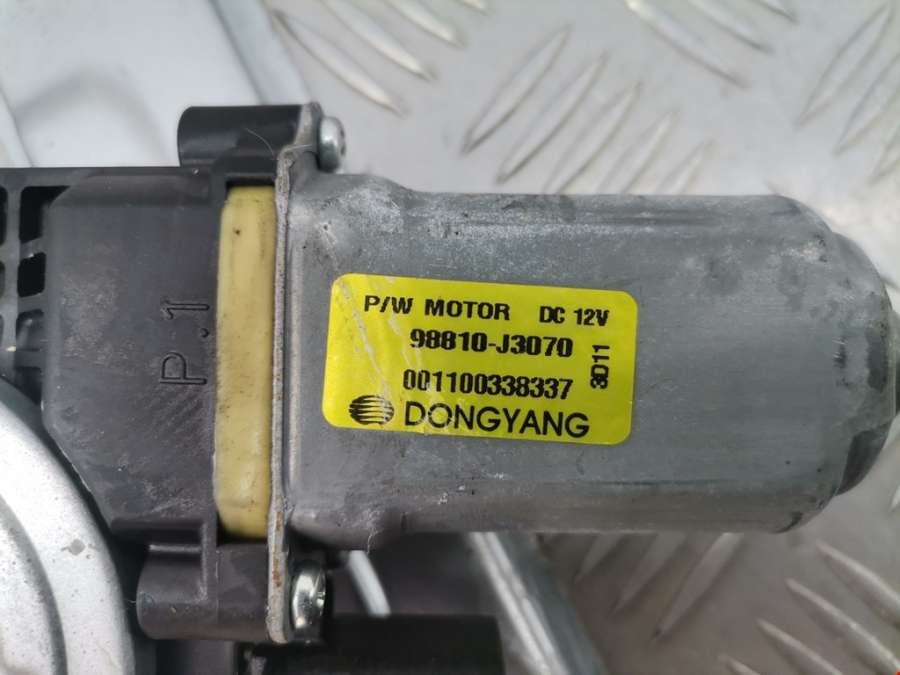 P.1
P/W MOTOR DC 12V
98810-J3070
001100338337
3D11
DONGYANG